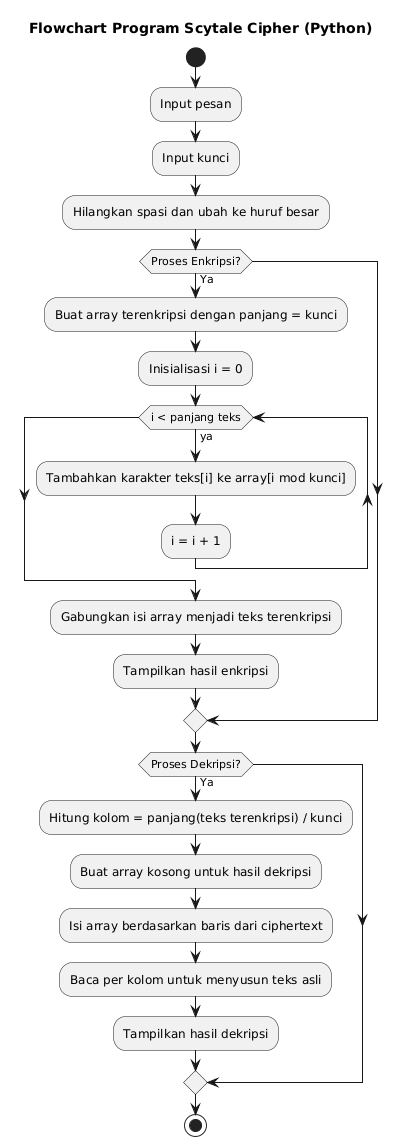 Flowchart Program Scytale Cipher (Python)
Input pesan
Input kunci
Hilangkan spasi dan ubah ke huruf besar
Proses Enkripsi?
Ya
Buat array terenkripsi dengan panjang = kunci
Inisialisasi i = 0
i < panjang teks
ya
Tambahkan karakter teks[i] ke array[i mod kunci]
i = i + 1
Gabungkan isi array menjadi teks terenkripsi
Tampilkan hasil enkripsi
Proses Dekripsi?
Ya
Hitung kolom = panjang(teks terenkripsi) / kunci
Buat array kosong untuk hasil dekripsi
Isi array berdasarkan baris dari ciphertext
Baca per kolom untuk menyusun teks asli
Tampilkan hasil dekripsi